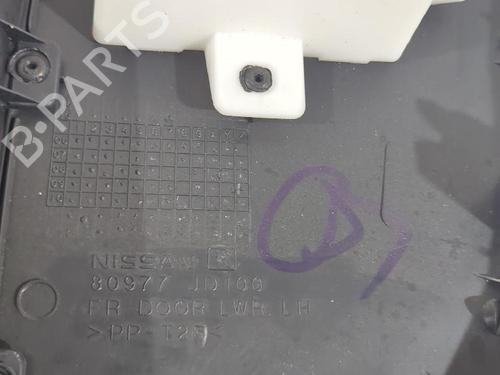 B-PARTS
NISSAN
80977 JD100
FR DOOR LWR. LH
>PP-T20<